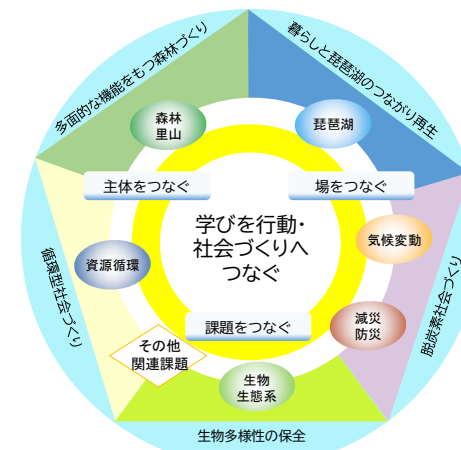 多面的な機能をもつ森林づくり
暮らしと琵琶湖のつながり再生
森林
里山
琵琶湖
主体をつなぐ
場をつなぐ
学びを行動・
社会づくりへ
つなぐ
資源循環
気候変動
循環型社会づくり
脱炭素社会づくり
減災
防災
課題をつなぐ
その他
関連課題
生物
生態系
生物多様性の保全